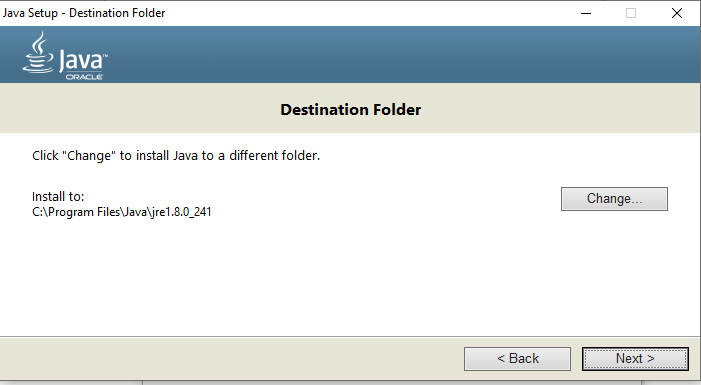 Java Setup - Destination Folder
Java™
ORACLE
Destination Folder
Click "Change" to install Java to a different folder.
Install to:
C:\Program Files\Java\jre1.8.0_241
Change...
< Back
Next >